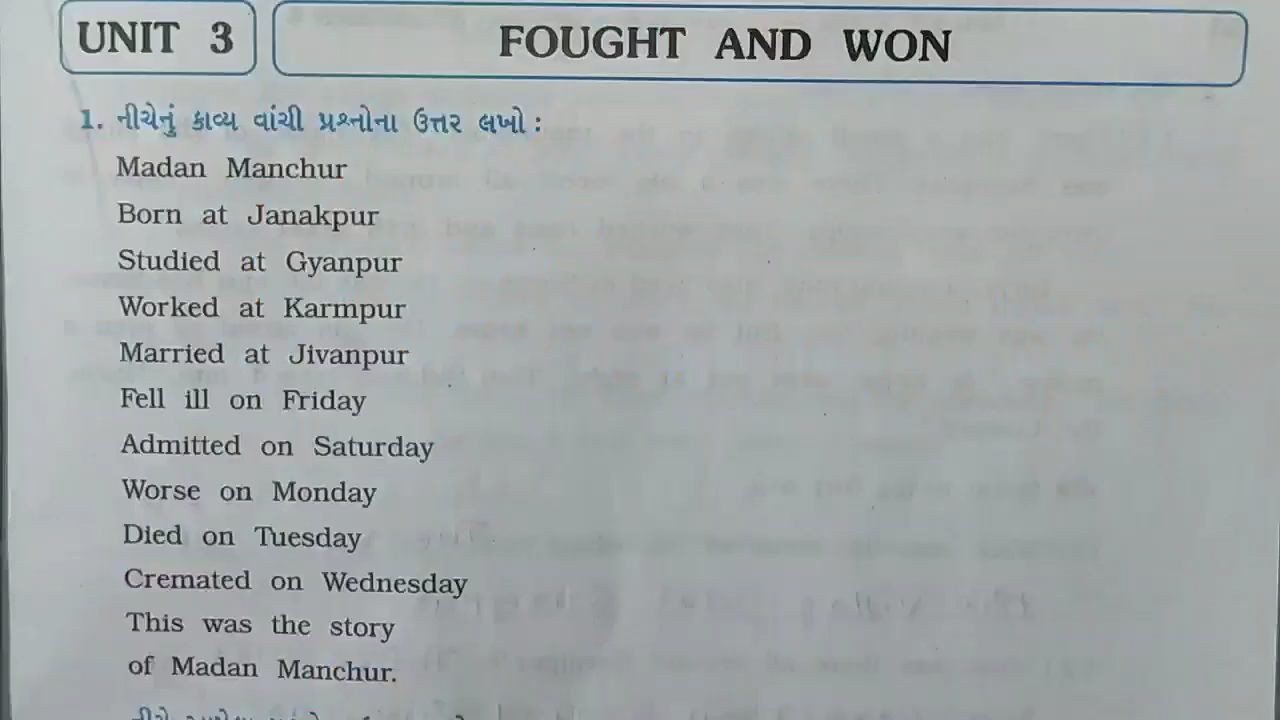 UNIT 3
FOUGHT AND WON
1. નીચેનું કાવ્ય વાંચી પ્રશ્નોના ઉત્તર લખો :
Madan Manchur
Born at Janakpur
Studied at Gyanpur
Worked at Karmpur
Married at Jivanpur
Fell ill on Friday
Admitted on Saturday
Worse on Monday
Died on Tuesday
Cremated on Wednesday
This was the story
of Madan Manchur.